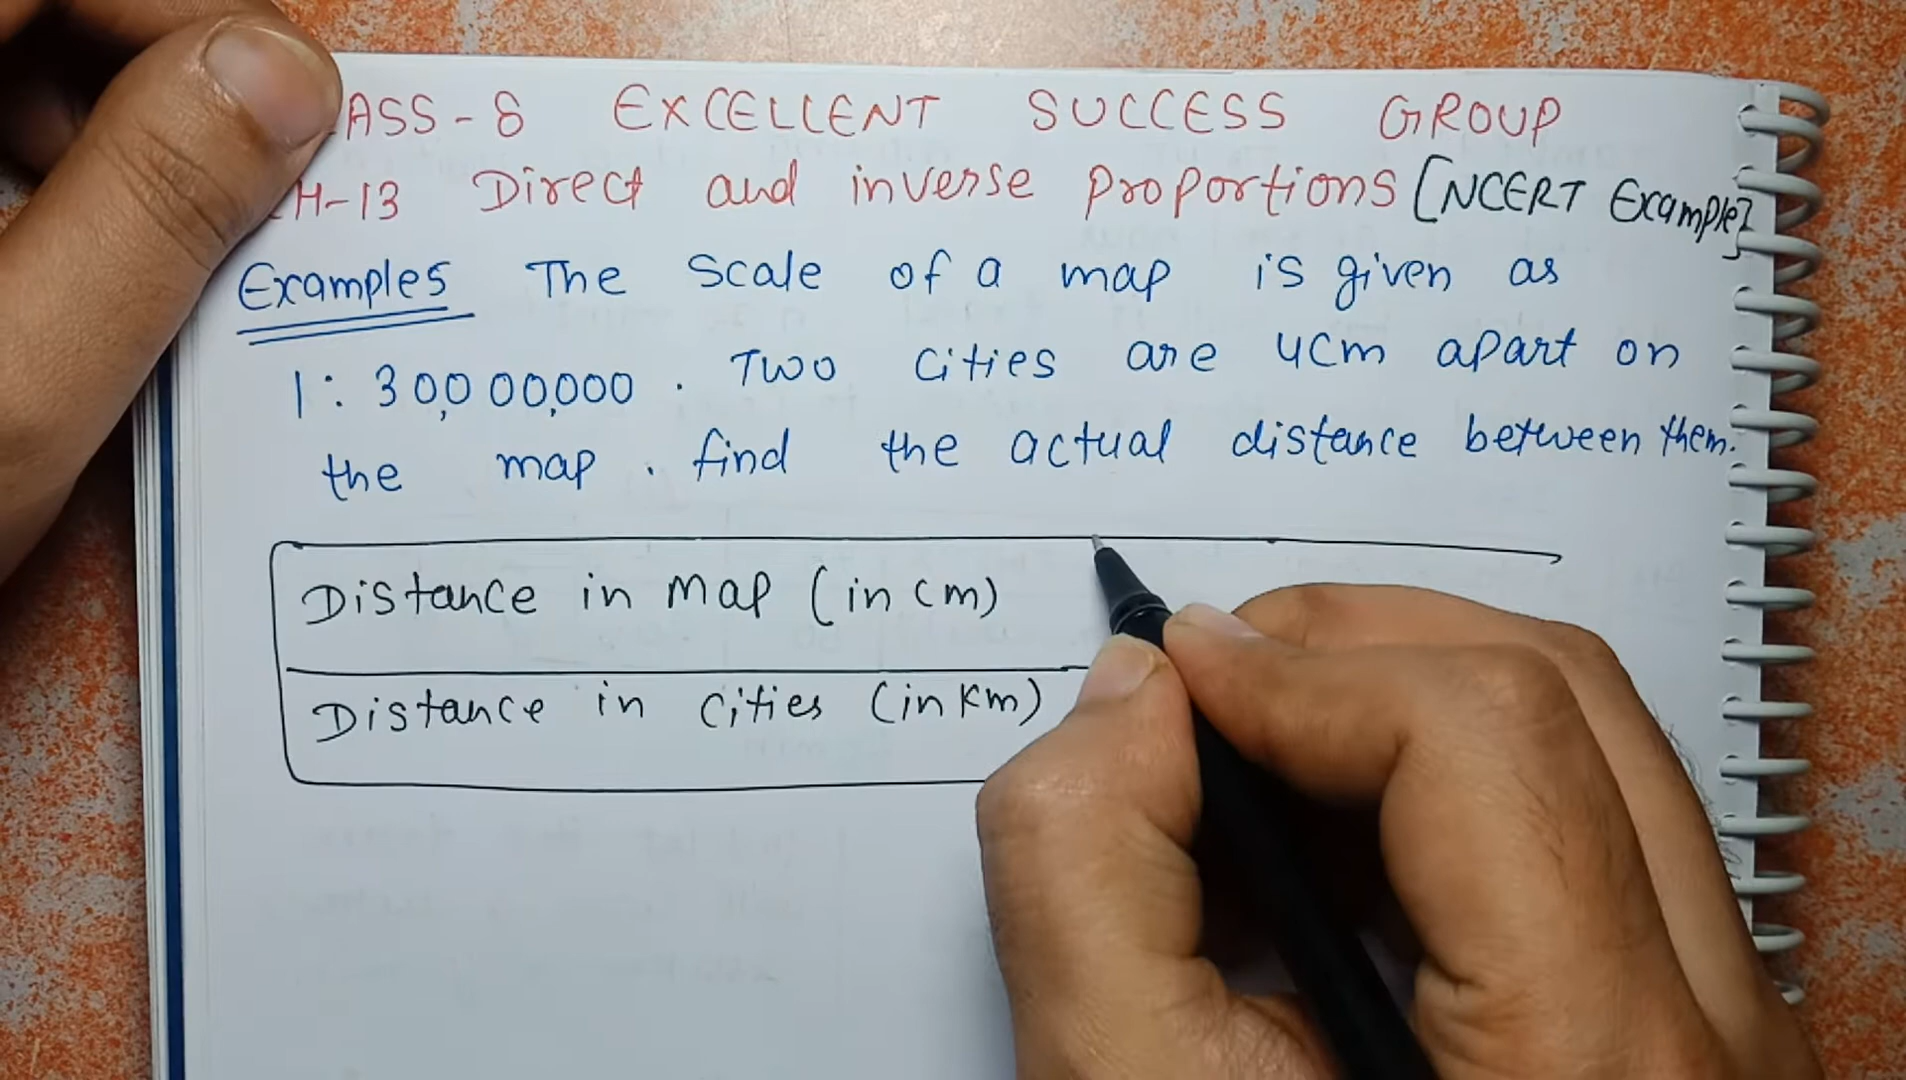 ASS-8 EXCELLENT SUCCESS GROUP
H-13 Direct and inverse proportions [NCERT Example]
Examples The scale of a map is given as
1: 30,000,000. Two cities are 4cm apart on
the map. find the actual distance between them.
Distance in map (in cm)
Distance in cities (in Km)